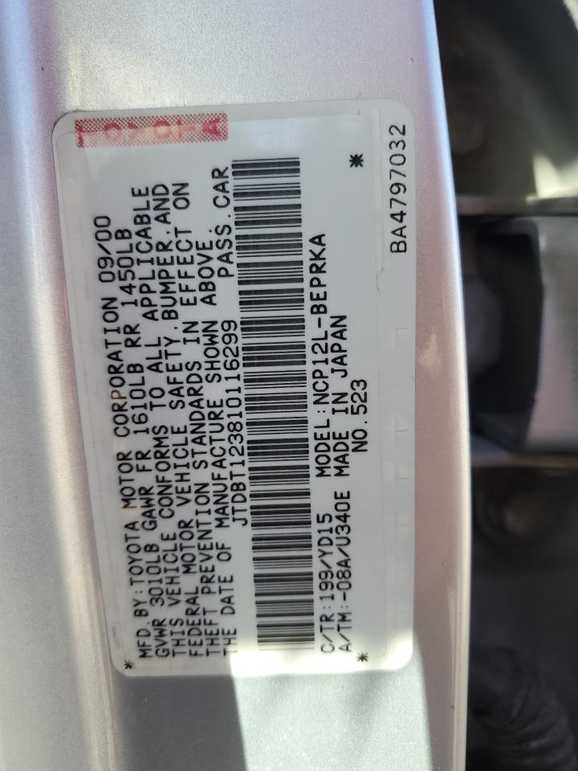 TOYOTA
MFD. BY: TOYOTA MOTOR CORPORATION 09/00
GVWR 3010LB GAWR FR 1610LB RR 1450LB
THIS VEHICLE CONFORMS TO ALL APPLICABLE
FEDERAL MOTOR VEHICLE SAFETY, BUMPER, AND
THEFT PREVENTION STANDARDS IN EFFECT ON
THE DATE OF MANUFACTURE SHOWN ABOVE.
JTDBT123810116299 PASS. CAR
C/TR: 199/YD15 MODEL: NCP12L-BEPRKA
A/TM: -08A/U340E MADE IN JAPAN
NO. 523
BA4797032